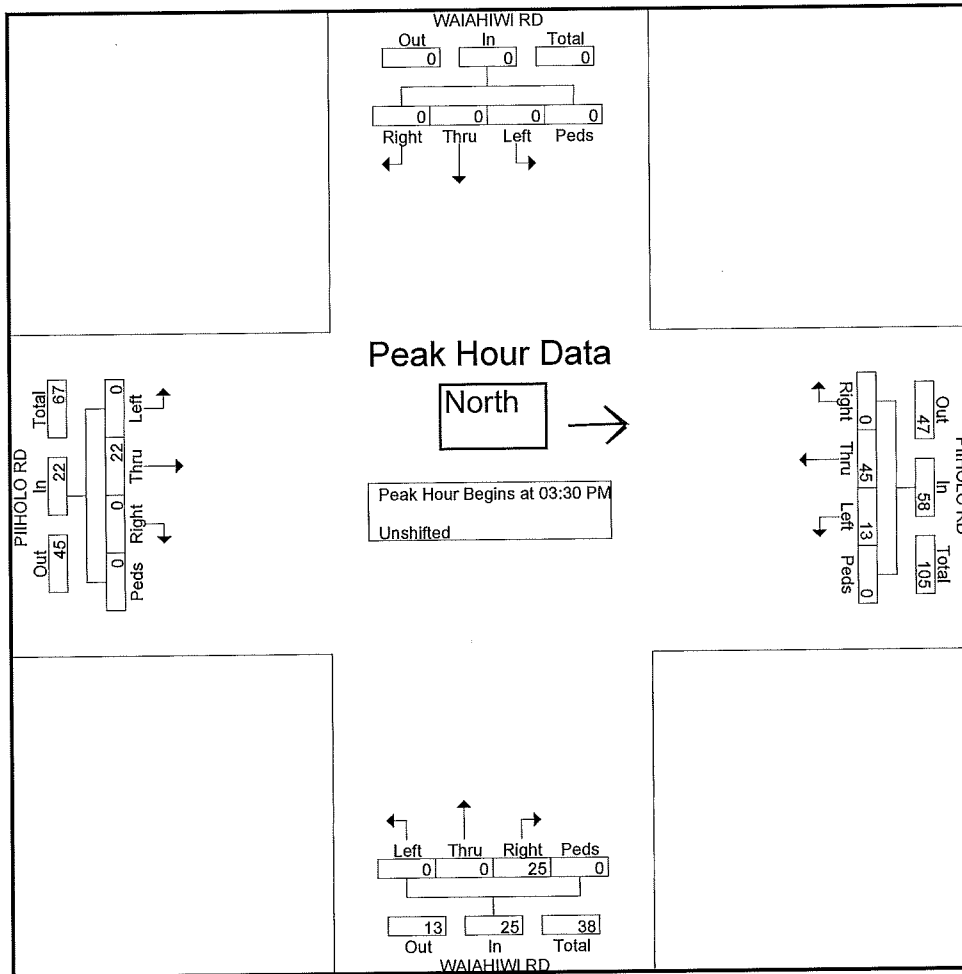 WAIAHIWI RD
Out In Total
0 0 0
0 0 0 0
Right Thru Left Peds
Peak Hour Data
North
Peak Hour Begins at 03:30 PM
Unshifted
PIIHOLO RD
Total In Out
67 22 45
0 22 0 0
Left Thru Right Peds
Right Thru Left Peds
0 45 13 0
Out In Total
47 58 105
PIIHOLO RD
Left Thru Right Peds
0 0 25 0
13 25 38
Out In Total
WAIAHIWI RD